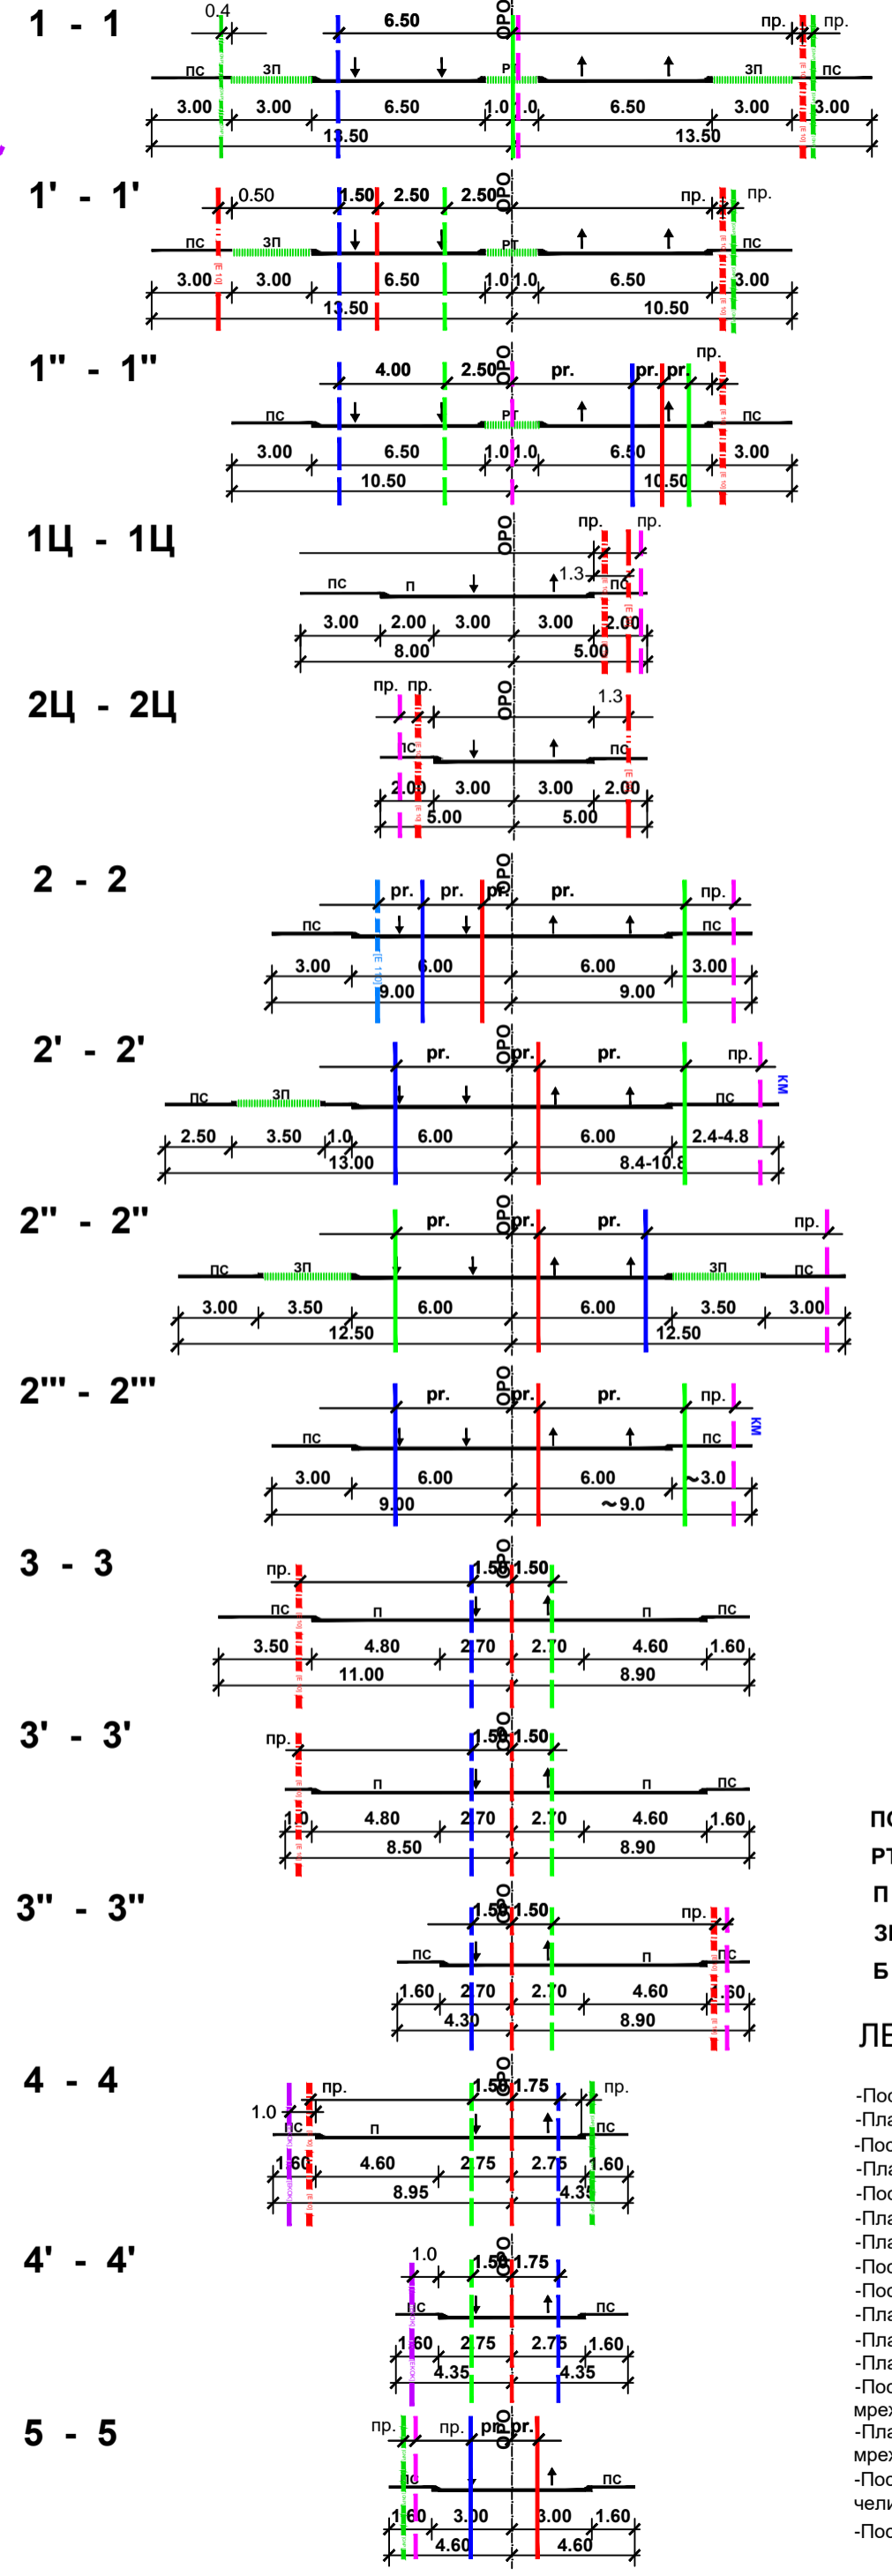 1 - 1
0.4 6.50 ОРО пр. пр.
ПС ЗП РТ ЗП ПС
3.00 3.00 6.50 1.0 1.0 6.50 3.00 3.00
13.50 13.50
1' - 1'
0.50 1.50 2.50 2.50 ОРО пр. пр.
ПС ЗП РТ ПС
3.00 3.00 6.50 1.0 1.0 6.50 3.00
13.50 10.50
1'' - 1''
4.00 2.50 ОРО pr. pr. pr. пр.
ПС РТ ПС
3.00 6.50 1.0 1.0 6.50 3.00
10.50 10.50
1Ц - 1Ц
ОРО пр. пр.
1.3
ПС П ПС
3.00 2.00 3.00 3.00 2.00
8.00 5.00
2Ц - 2Ц
пр. пр. ОРО 1.3
ПС ПС
2.00 3.00 3.00 2.00
5.00 5.00
2 - 2
pr. pr. pr. ОРО pr. пр.
ПС ПС
3.00 6.00 6.00 3.00
9.00 9.00
2' - 2'
pr. ОРО pr. pr. пр.
КМ
ПС ЗП ПС
2.50 3.50 1.0 6.00 6.00 2.4-4.8
13.00 8.4-10.8
2'' - 2''
pr. ОРО pr. pr. пр.
ПС ЗП ЗП ПС
3.00 3.50 6.00 6.00 3.50 3.00
12.50 12.50
2''' - 2'''
pr. ОРО pr. pr. пр.
КМ
ПС ПС
3.00 6.00 6.00 ~3.0
9.00 ~9.0
3 - 3
пр. 1.50 ОРО 1.50
ПС П П ПС
3.50 4.80 2.70 2.70 4.60 1.60
11.00 8.90
3' - 3'
пр. 1.50 ОРО 1.50
П П ПС
1.0 4.80 2.70 2.70 4.60 1.60
8.50 8.90
3'' - 3''
1.50 ОРО 1.50 пр.
ПС П ПС
1.60 2.70 2.70 4.60 1.60
4.30 8.90
4 - 4
пр. 1.50 ОРО 1.75 пр.
1.0
ПС П ПС
1.60 4.60 2.75 2.75 1.60
8.95 4.35
4' - 4'
1.0 1.50 ОРО 1.75
ПС ПС
1.60 2.75 2.75 1.60
4.35 4.35
5 - 5
пр. пр. pr. ОРО pr.
ПС ПС
1.60 3.00 3.00 1.60
4.60 4.60
П
Б